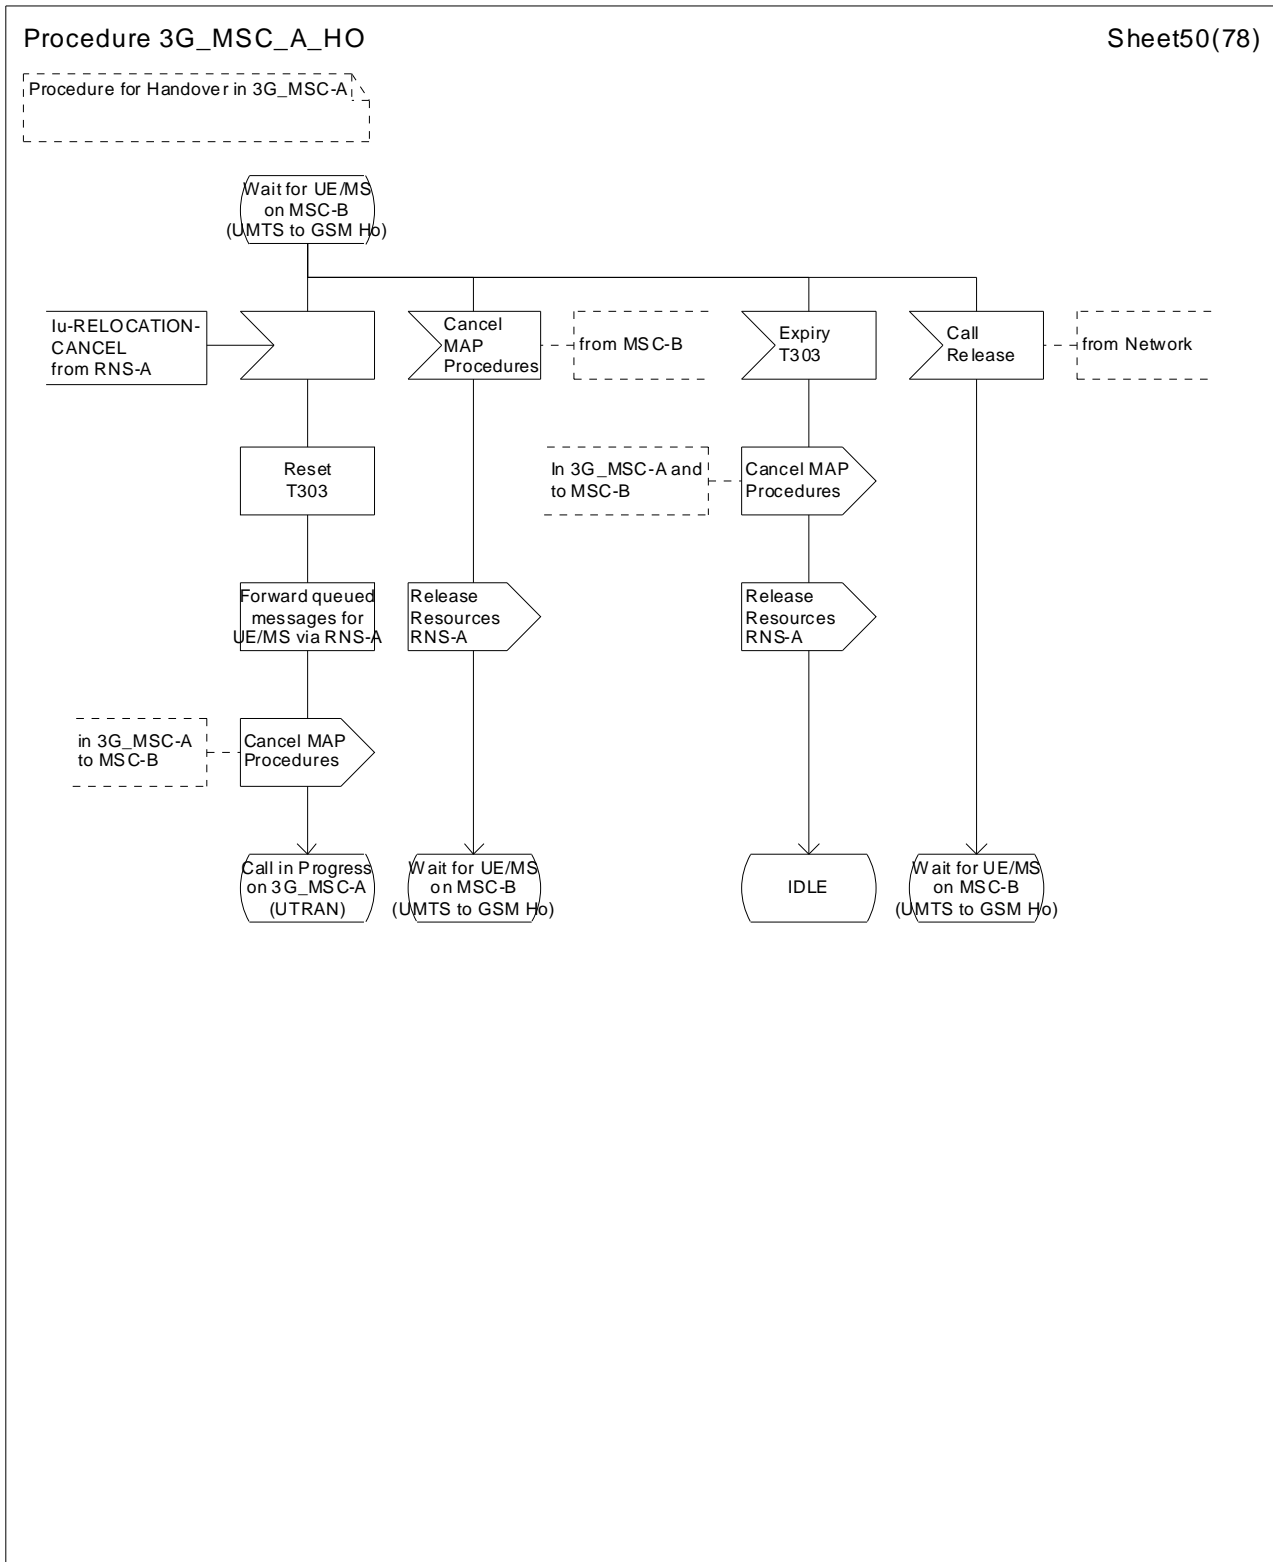 Procedure 3G_MSC_A_HO
Sheet50(78)
Procedure for Handover in 3G_MSC-A
Wait for UE/MS
on MSC-B
(UMTS to GSM Ho)
Iu-RELOCATION-
CANCEL
from RNS-A
Cancel
MAP
Procedures
from MSC-B
Expiry
T303
Call
Release
from Network
Reset
T303
In 3G_MSC-A and
to MSC-B
Cancel MAP
Procedures
Forward queued
messages for
UE/MS via RNS-A
Release
Resources
RNS-A
Release
Resources
RNS-A
in 3G_MSC-A
to MSC-B
Cancel MAP
Procedures
Call in Progress
on 3G_MSC-A
(UTRAN)
Wait for UE/MS
on MSC-B
(UMTS to GSM Ho)
IDLE
Wait for UE/MS
on MSC-B
(UMTS to GSM Ho)